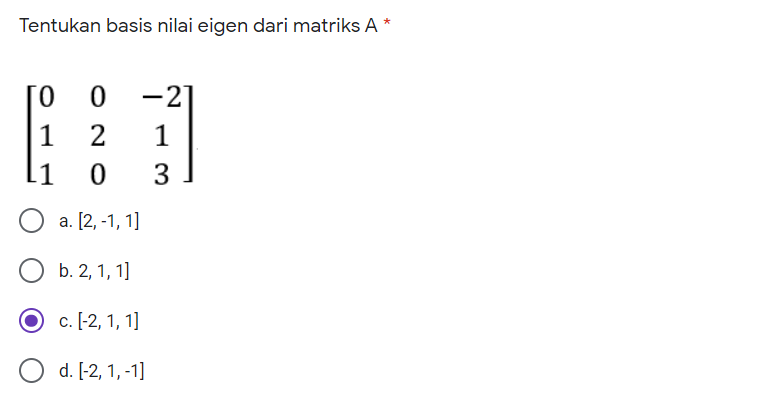 Tentukan basis nilai eigen dari matriks A *
0 0 −2
1 2 1
1 0 3
a. [2, -1, 1]
b. 2, 1, 1]
c. [-2, 1, 1]
d. [-2, 1, -1]